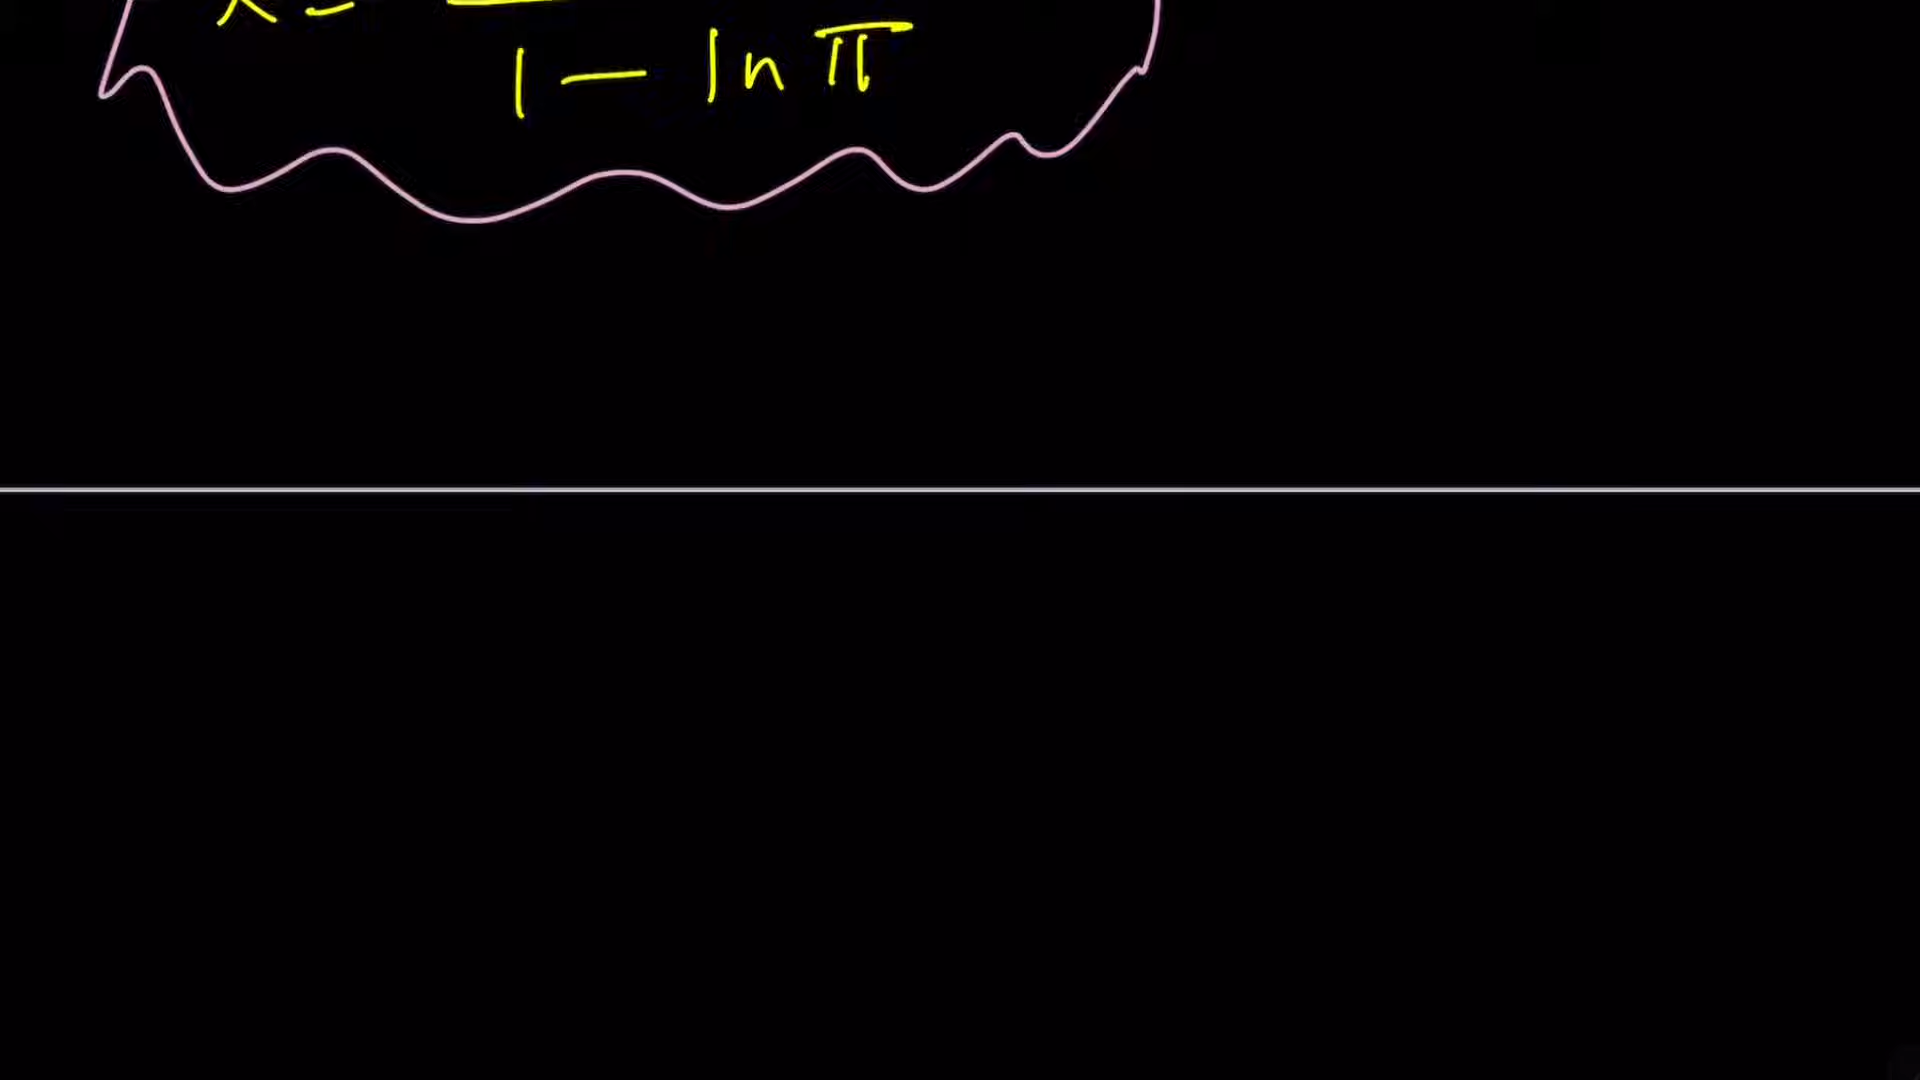 x =
1 — ln π